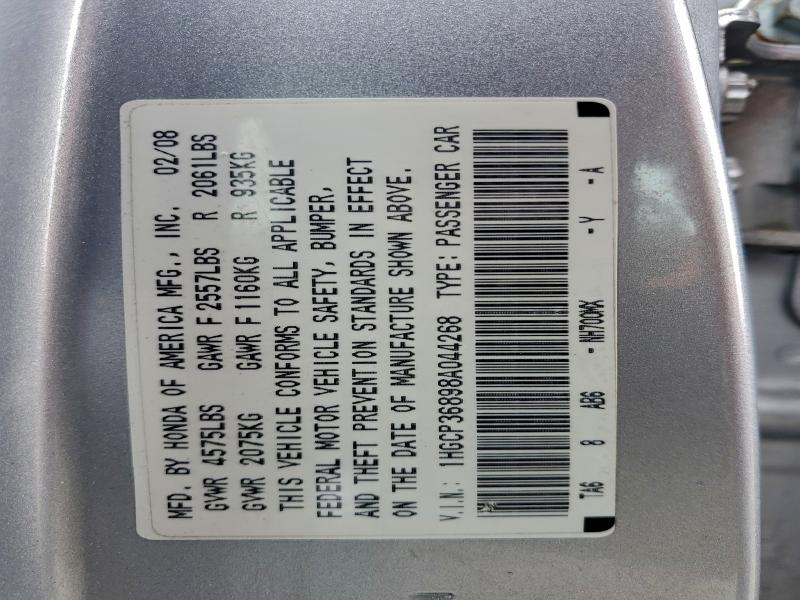 MFD. BY HONDA OF AMERICA MFG., INC. 02/08
GVWR 4575LBS GAWR F 2557LBS R 2061LBS
GVWR 2075KG GAWR F 1160KG R 935KG
THIS VEHICLE CONFORMS TO ALL APPLICABLE
FEDERAL MOTOR VEHICLE SAFETY, BUMPER,
AND THEFT PREVENTION STANDARDS IN EFFECT
ON THE DATE OF MANUFACTURE SHOWN ABOVE.
V.I.N.: 1HGCP36898A044268 TYPE: PASSENGER CAR
TA6 8 AB6 - NH700MX - Y - A